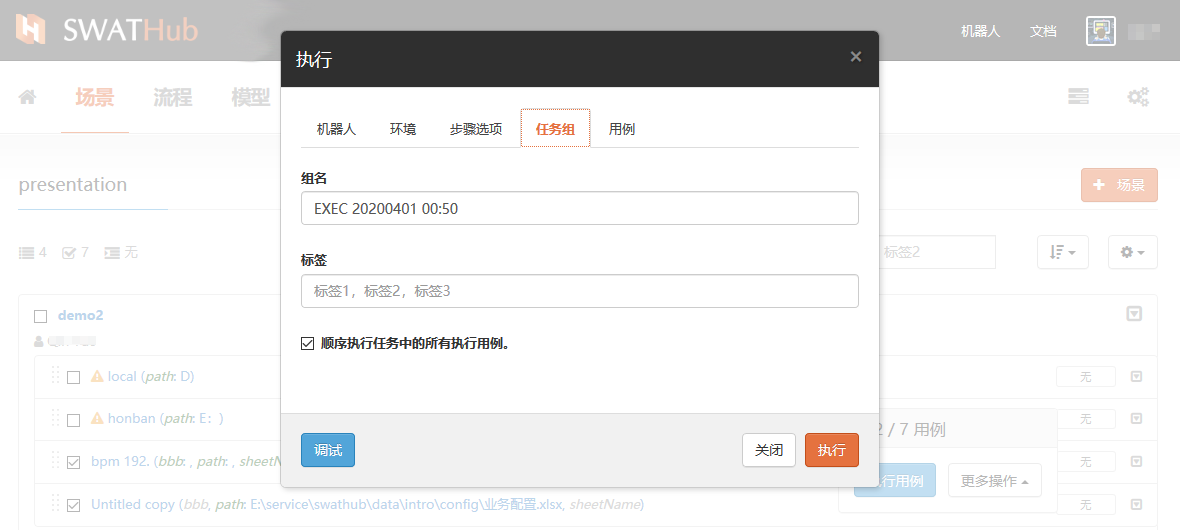 SWATHub
机器人 文档
场景 流程 模型
执行 ×
机器人 环境 步骤选项 任务组 用例
组名
EXEC 20200401 00:50
标签
标签1，标签2，标签3
顺序执行任务中的所有执行用例。
调试 关闭 执行
presentation
+ 场景
4 7 无
标签2
demo2
local (path: D) 无
honban (path: E：) 无
bpm 192. (bbb: , path: , sheetN 无
Untitled copy (bbb, path: E:\service\swathub\data\intro\config\业务配置.xlsx, sheetName) 无
2 / 7 用例
行用例 更多操作